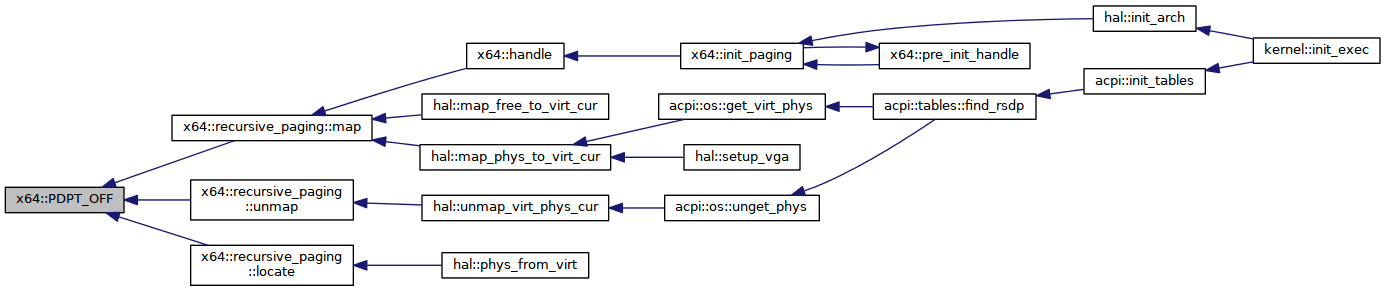 hal::init_arch
x64::handle
x64::init_paging
x64::pre_init_handle
kernel::init_exec
acpi::init_tables
hal::map_free_to_virt_cur
acpi::os::get_virt_phys
acpi::tables::find_rsdp
x64::recursive_paging::map
hal::map_phys_to_virt_cur
hal::setup_vga
x64::PDPT_OFF
x64::recursive_paging
::unmap
hal::unmap_virt_phys_cur
acpi::os::unget_phys
x64::recursive_paging
::locate
hal::phys_from_virt